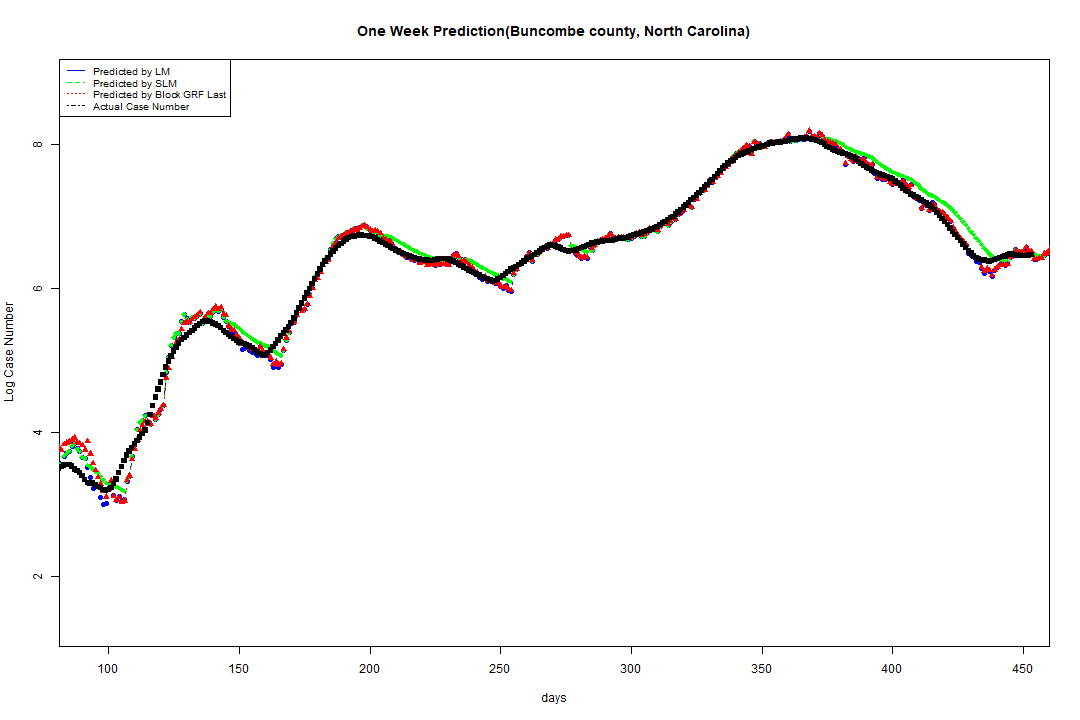 One Week Prediction(Buncombe county, North Carolina)
Predicted by LM
Predicted by SLM
Predicted by Block GRF Last
Actual Case Number
8
6
4
2
Log Case Number
100 150 200 250 300 350 400 450
days